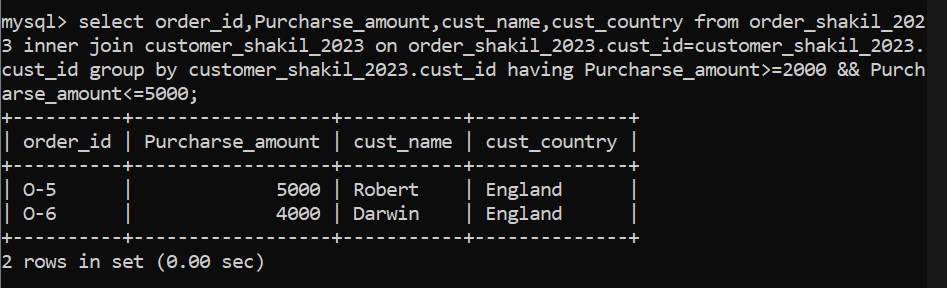 mysql> select order_id,Purcharse_amount,cust_name,cust_country from order_shakil_202
3 inner join customer_shakil_2023 on order_shakil_2023.cust_id=customer_shakil_2023.
cust_id group by customer_shakil_2023.cust_id having Purcharse_amount>=2000 && Purch
arse_amount<=5000;
+----------+------------------+-----------+--------------+
| order_id | Purcharse_amount | cust_name | cust_country |
+----------+------------------+-----------+--------------+
| O-5      |             5000 | Robert    | England      |
| O-6      |             4000 | Darwin    | England      |
+----------+------------------+-----------+--------------+
2 rows in set (0.00 sec)